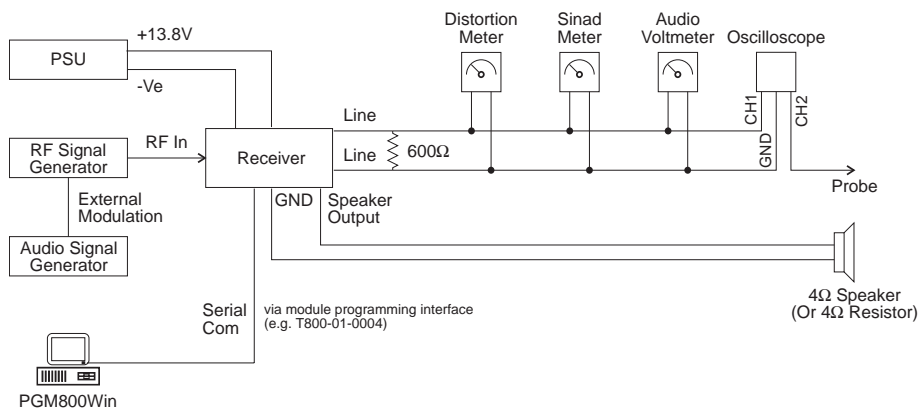 Distortion
Meter
Sinad
Meter
Audio
Voltmeter
Oscilloscope
+13.8V
PSU
-Ve
CH1
GND
CH2
Line
RF In
RF Signal
Generator
Receiver
Line
600Ω
Probe
External
Modulation
GND
Speaker
Output
Audio Signal
Generator
4Ω Speaker
(Or 4Ω Resistor)
Serial
Com
via module programming interface
(e.g. T800-01-0004)
PGM800Win